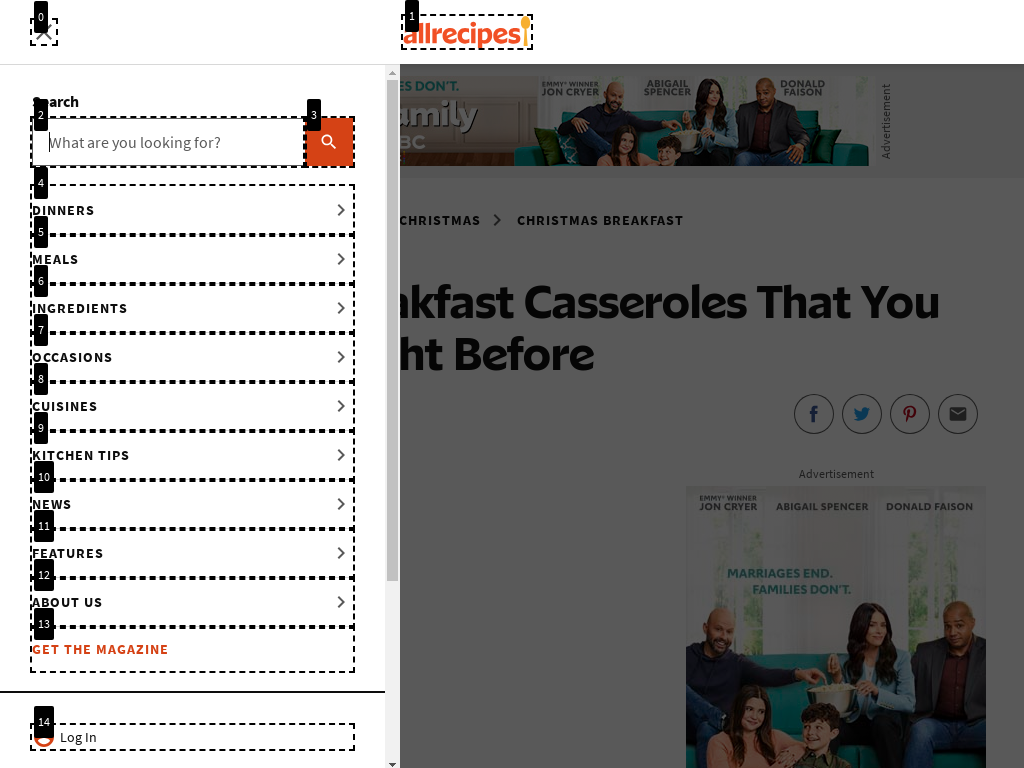 0
1
allrecipes
Search
2
What are you looking for?
3
4
DINNERS
5
MEALS
6
INGREDIENTS
7
OCCASIONS
8
CUISINES
9
KITCHEN TIPS
10
NEWS
11
FEATURES
12
ABOUT US
13
GET THE MAGAZINE
14
Log In
ES DON'T.
amily
BC
EMMY® WINNER
JON CRYER
ABIGAIL
SPENCER
DONALD
FAISON
Advertisement
CHRISTMAS
CHRISTMAS BREAKFAST
akfast Casseroles That You
ht Before
Advertisement
EMMY® WINNER
JON CRYER
ABIGAIL SPENCER
DONALD FAISON
MARRIAGES END.
FAMILIES DON'T.